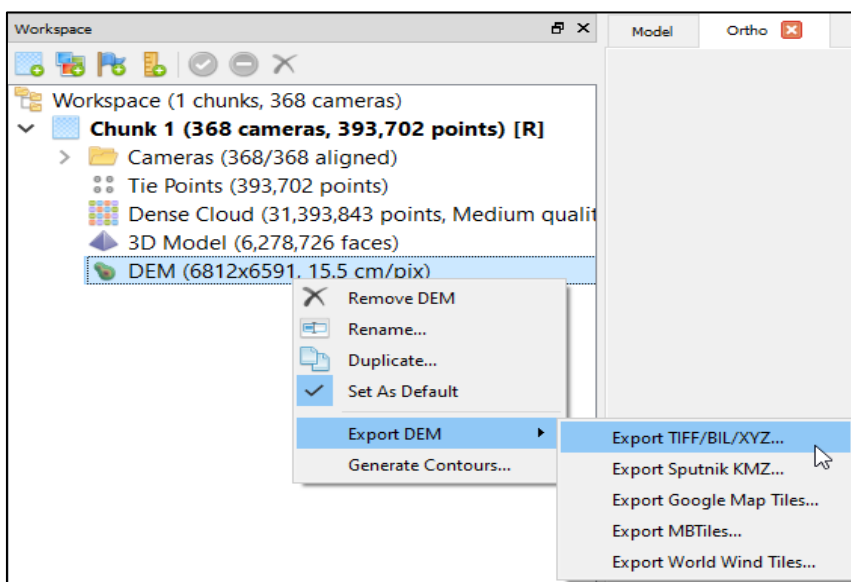 Workspace
Model
Ortho
Workspace (1 chunks, 368 cameras)
Chunk 1 (368 cameras, 393,702 points) [R]
Cameras (368/368 aligned)
Tie Points (393,702 points)
Dense Cloud (31,393,843 points, Medium qualit
3D Model (6,278,726 faces)
DEM (6812x6591, 15.5 cm/pix)
Remove DEM
Rename...
Duplicate...
Set As Default
Export DEM
Generate Contours...
Export TIFF/BIL/XYZ...
Export Sputnik KMZ...
Export Google Map Tiles...
Export MBTiles...
Export World Wind Tiles...